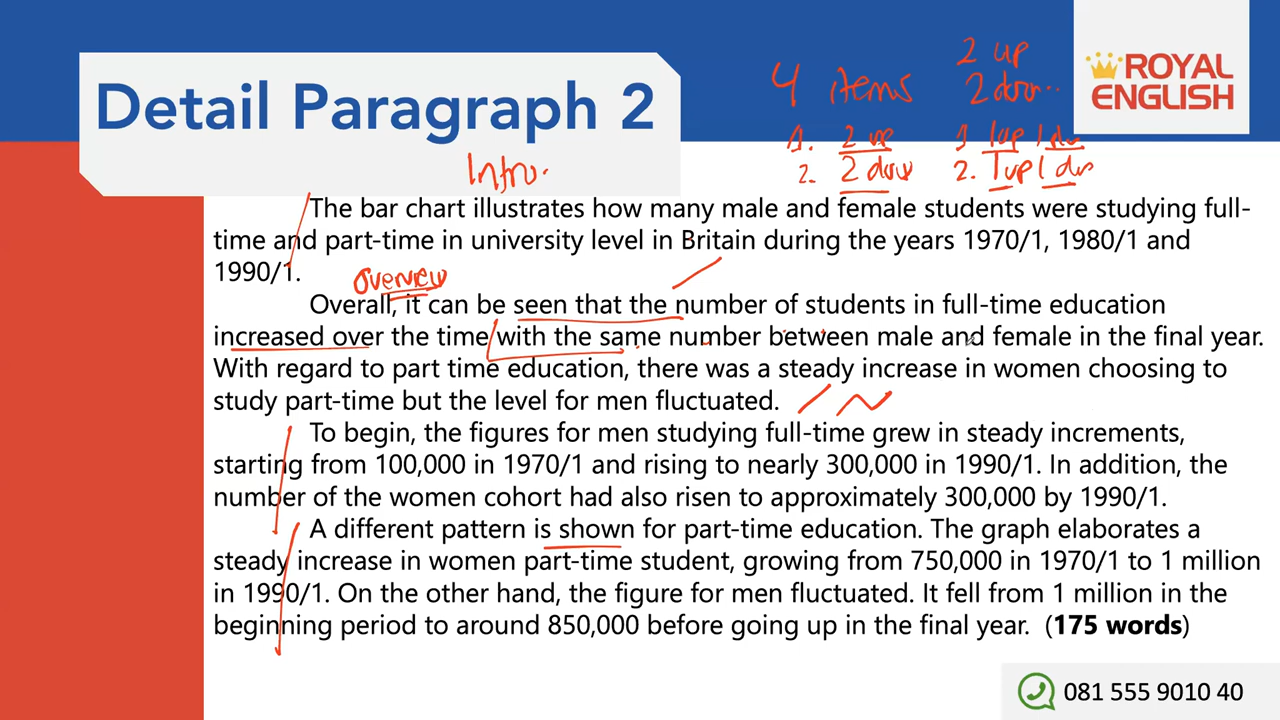 Detail Paragraph 2
4 items
2 up
2 down..
ROYAL
ENGLISH
1. 2 up
2. 2 down
1up 1
2. 1up 1
Intro.
The bar chart illustrates how many male and female students were studying full-
time and part-time in university level in Britain during the years 1970/1, 1980/1 and
1990/1.
Overview
Overall, it can be seen that the number of students in full-time education
increased over the time with the same number between male and female in the final year.
With regard to part time education, there was a steady increase in women choosing to
study part-time but the level for men fluctuated.
To begin, the figures for men studying full-time grew in steady increments,
starting from 100,000 in 1970/1 and rising to nearly 300,000 in 1990/1. In addition, the
number of the women cohort had also risen to approximately 300,000 by 1990/1.
A different pattern is shown for part-time education. The graph elaborates a
steady increase in women part-time student, growing from 750,000 in 1970/1 to 1 million
in 1990/1. On the other hand, the figure for men fluctuated. It fell from 1 million in the
beginning period to around 850,000 before going up in the final year. (175 words)
081 555 9010 40